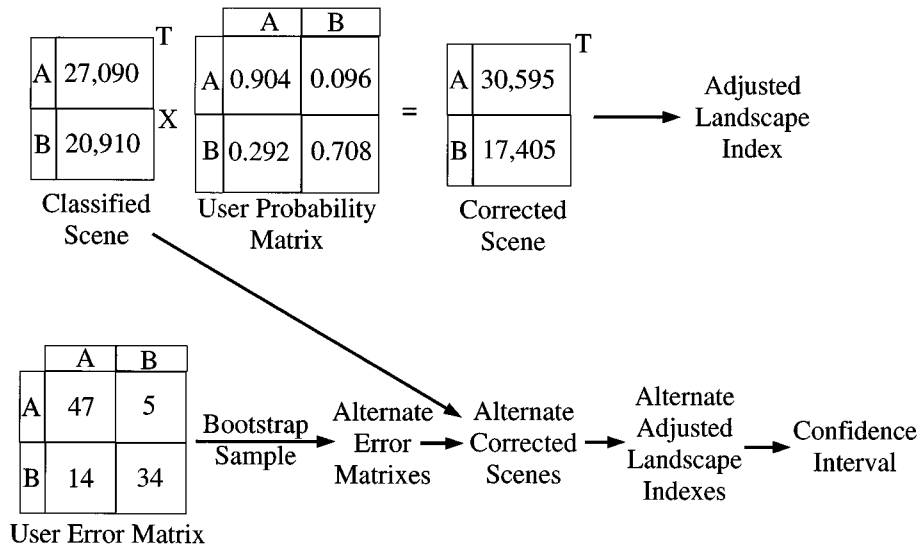 A B
T T
A 27,090 A 0.904 0.096 A 30,595
X =
B 20,910 B 0.292 0.708 B 17,405
Adjusted
Landscape
Index
Classified
Scene
User Probability
Matrix
Corrected
Scene
A B
A 47 5
B 14 34
User Error Matrix
Bootstrap
Sample
Alternate
Error
Matrixes
Alternate
Corrected
Scenes
Alternate
Adjusted
Landscape
Indexes
Confidence
Interval